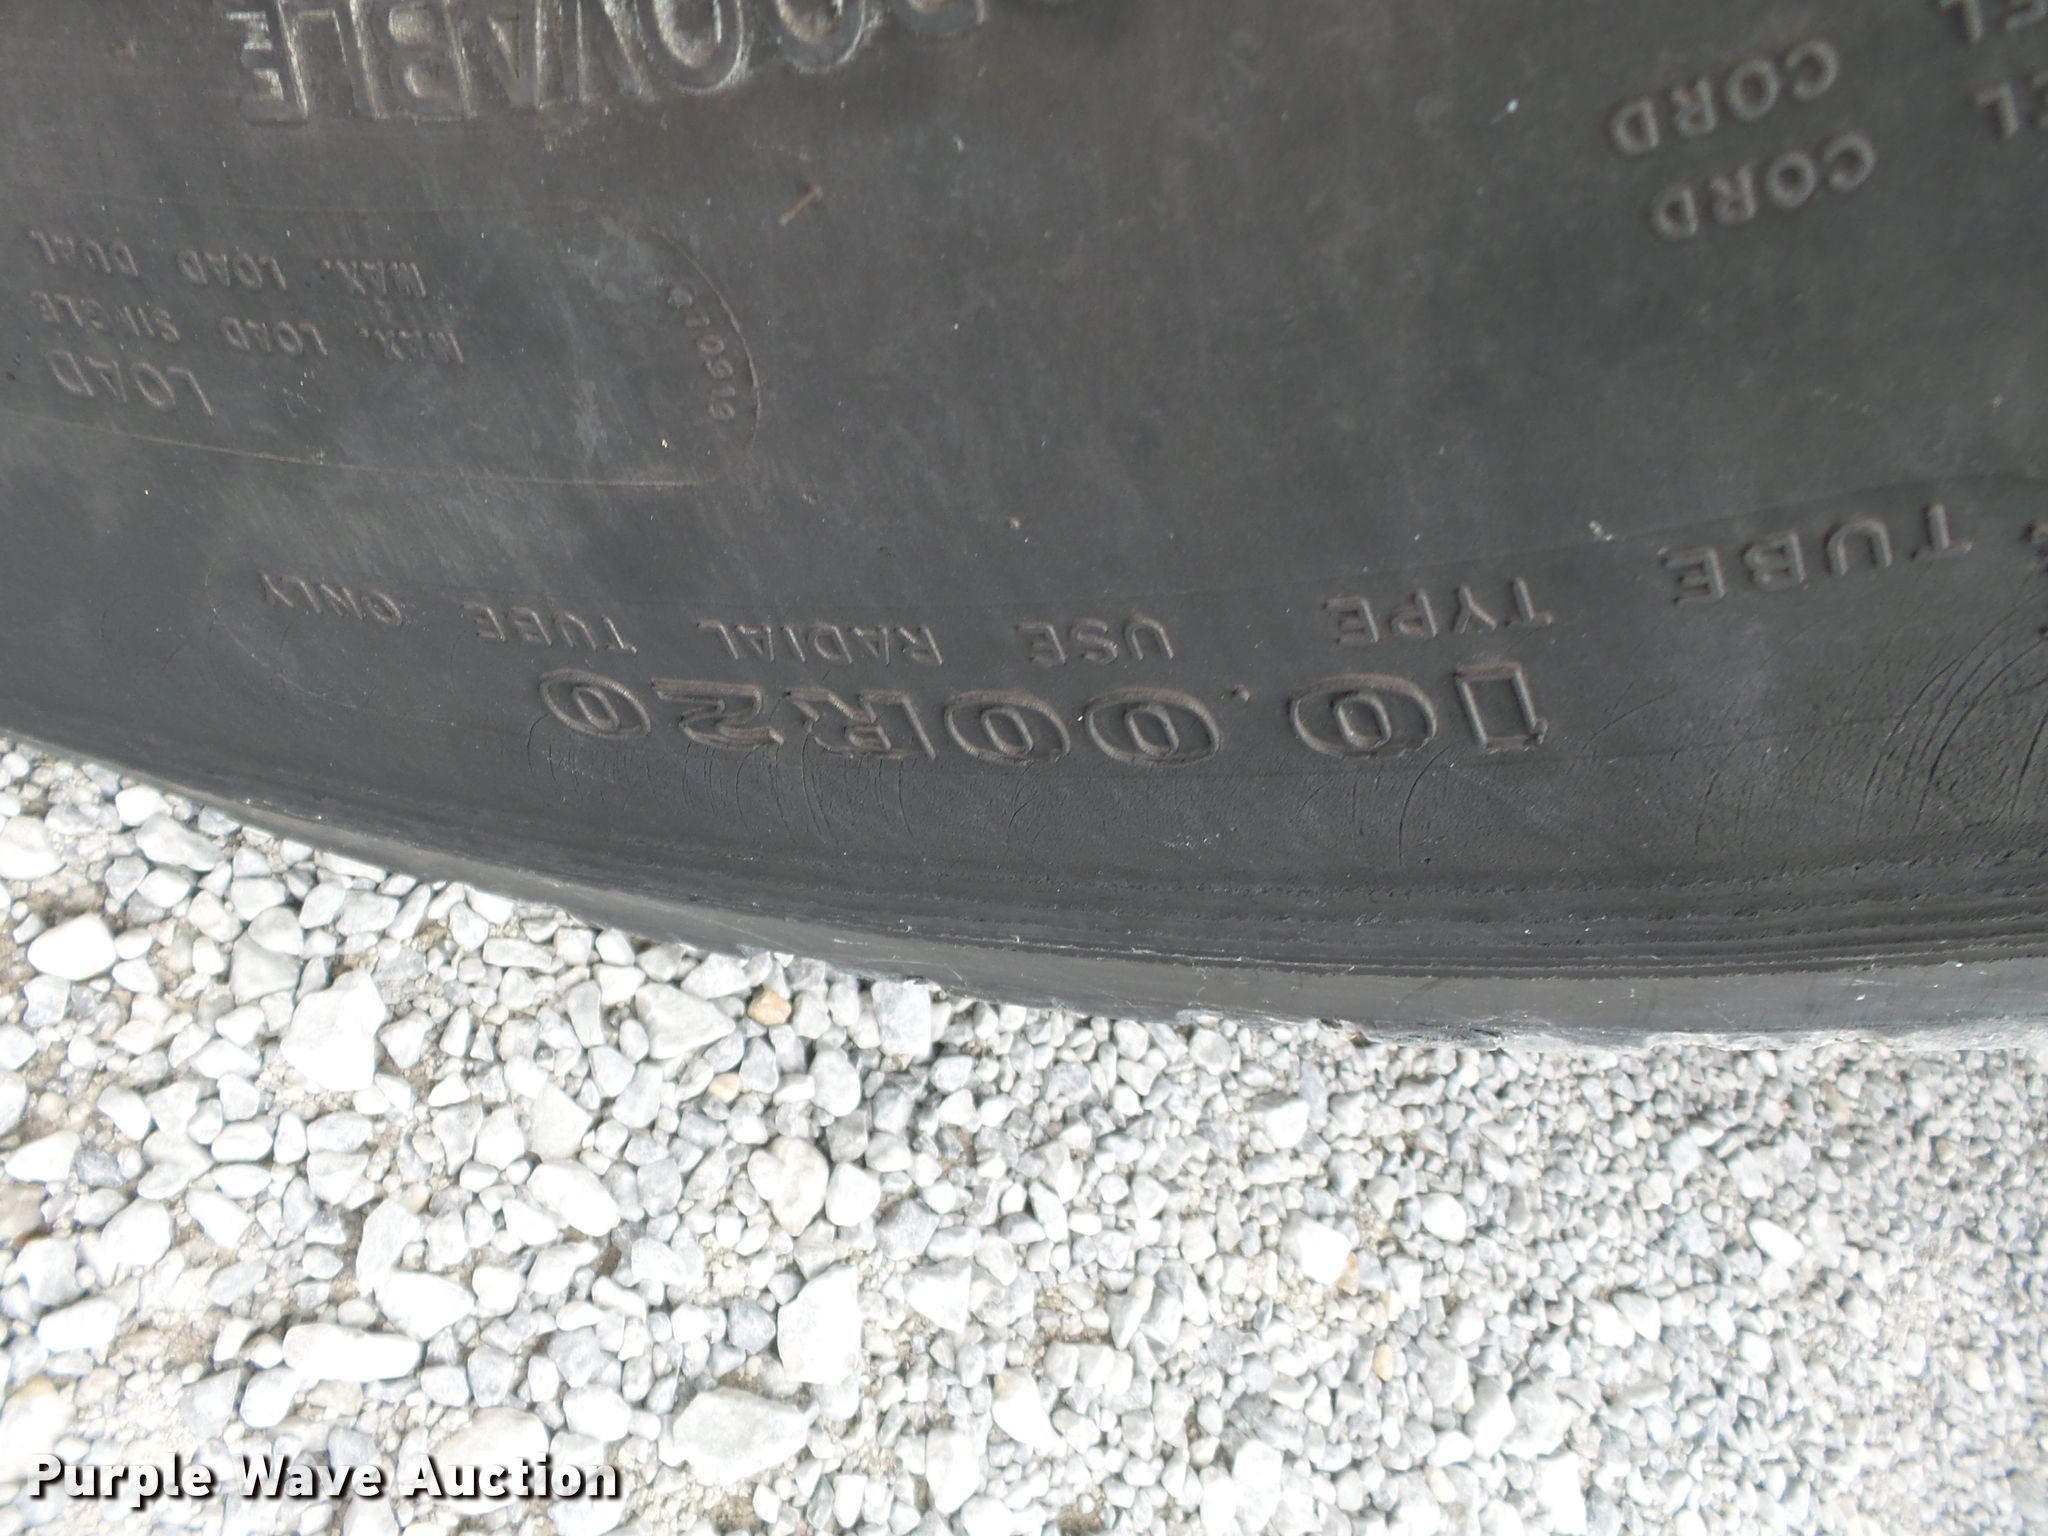 10.00R20
TUBE TYPE USE RADIAL TUBE ONLY
LOAD
MAX. LOAD SINGLE
MAX. LOAD DUAL
CORD
CORD
Purple Wave Auction